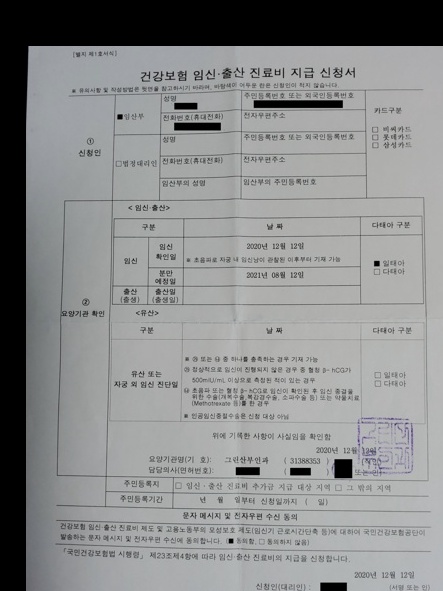 [별지 제1호서식]
건강보험 임신·출산 진료비 지급 신청서
※ 유의사항 및 작성방법은 뒷면을 참고하시기 바라며, 바탕색이 어두운 란은 신청인이 적지 않습니다.
① 신청인
■임산부
성명
주민등록번호 또는 외국인등록번호
전화번호(휴대전화)
전자우편주소
카드구분
□ 비씨카드
□ 롯데카드
□ 삼성카드
□법정대리인
성명
주민등록번호 또는 외국인등록번호
전화번호(휴대전화)
전자우편주소
임산부의 성명
임산부의 주민등록번호
② 요양기관 확인
<임신·출산>
구분
날 짜
다태아 구분
임신
임신 확인일
2020년 12월 12일
※ 초음파로 자궁 내 임신낭이 관찰된 이후부터 기재 가능
분만 예정일
2021년 08월 12일
■ 일태아
□ 다태아
출산 (출생)
출산일 (출생일)
<유산>
구분
날 짜
다태아 구분
유산 또는
자궁 외 임신 진단일
※ ㉮ 또는 ㉯ 중 하나를 충족하는 경우 기재 가능
㉮ 정상적으로 임신이 진행되지 않은 경우 중 혈청 β- hCG가
500mIU/mL 이상으로 측정된 적이 있는 경우
㉯ 초음파 또는 혈청 β- hCG로 임신이 확인된 후 임신 종결을
위한 수술(개복수술,복강경수술, 소파수술 등) 또는 약물치료
(Methotrexate 등)를 한 경우
※ 인공임신중절수술은 신청 대상 아님
□ 일태아
□ 다태아
위에 기록한 사항이 사실임을 확인함
2020년 12월 12일
요양기관명(기 호): 그린산부인과 ( 31388353 )
담당의사(면허번호): ( )
주민등록지
□ 임신·출산 진료비 추가금 지급 대상 지역 □ 그 밖의 지역
주민등록기간
년 월 일부터 신청일까지 ( 일)
문자 메시지 및 전자우편 수신 동의
건강보험 임신·출산 진료비 제도 및 고용노동부의 모성보호 제도(임신기 근로시간단축 등)에 대하여 국민건강보험공단이
발송하는 문자 메시지 및 전자우편 수신에 동의합니다. (■ 동의함, □ 동의하지 않음)
「국민건강보험법 시행령」 제23조제4항에 따라 임신·출산 진료비의 지급을 신청합니다.
2020년 12월 12일
신청인(대리인) :
(서명 또는 인)